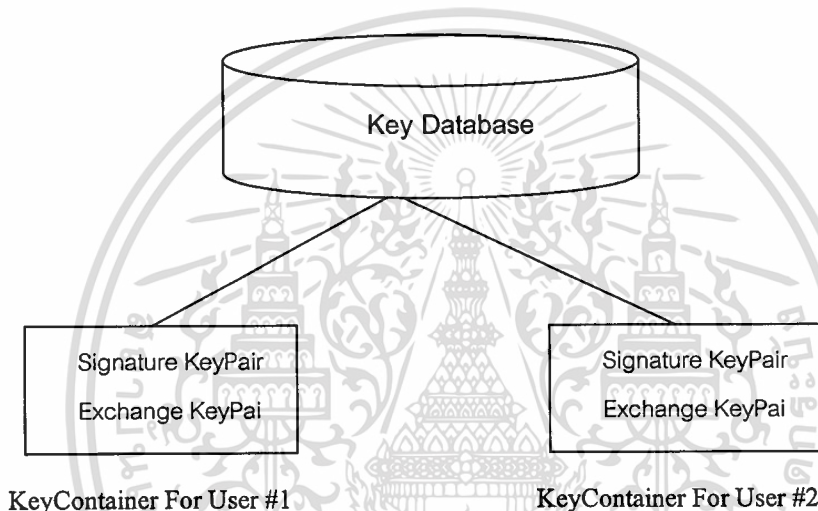 Key Database
Signature KeyPair
Exchange KeyPai
KeyContainer For User #1
Signature KeyPair
Exchange KeyPai
KeyContainer For User #2